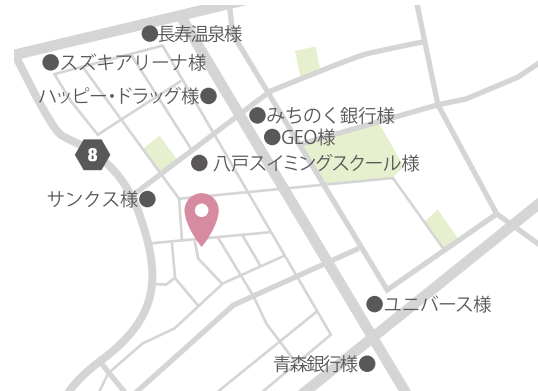 長寿温泉様
スズキアリーナ様
ハッピー・ドラッグ様
みちのく銀行様
GEO様
8
八戸スイミングスクール様
サンクス様
ユニバース様
青森銀行様